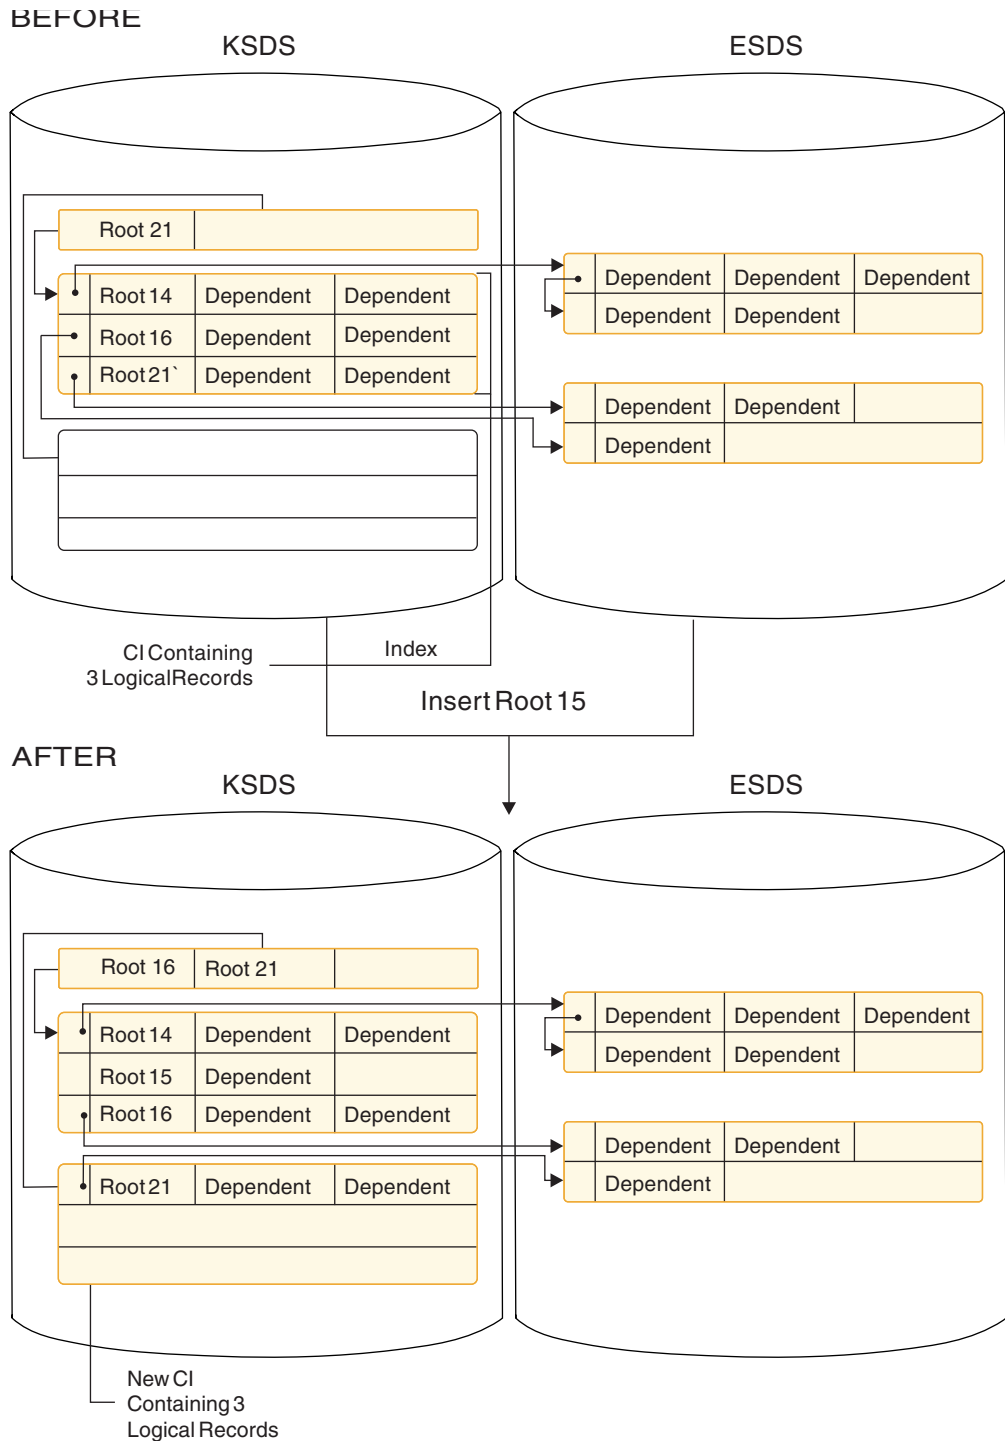 BEFORE
KSDS
ESDS
Root 21
Root 14 Dependent Dependent
Root 16 Dependent Dependent
Root 21` Dependent Dependent
Dependent Dependent Dependent
Dependent Dependent
Dependent Dependent
Dependent
CI Containing
3 Logical Records
Index
Insert Root 15
AFTER
KSDS
ESDS
Root 16 Root 21
Root 14 Dependent Dependent
Root 15 Dependent
Root 16 Dependent Dependent
Root 21 Dependent Dependent
Dependent Dependent Dependent
Dependent Dependent
Dependent Dependent
Dependent
New CI
Containing 3
Logical Records